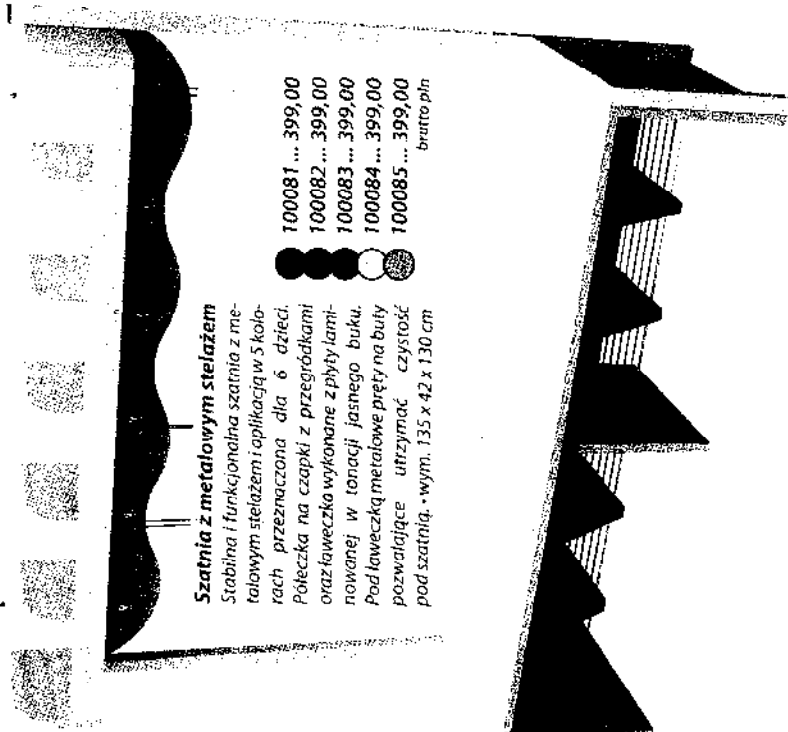 Szatnia z metalowym stelażem
Stabilna i funkcjonalna szatnia z me-
talowym stelażem i aplikacją w 5 kolo-
rach przeznaczona dla 6 dzieci.
Półeczka na czapki z przegródkami
oraz ławeczka wykonane z płyty lami-
nowanej w tonacji jasnego buku.
Pod ławeczką metalowe pręty na buty
pozwalające utrzymać czystość
pod szatnią. • wym. 135 x 42 x 130 cm
100081 ... 399,00
100082 ... 399,00
100083 ... 399,00
100084 ... 399,00
100085 ... 399,00
brutto pln